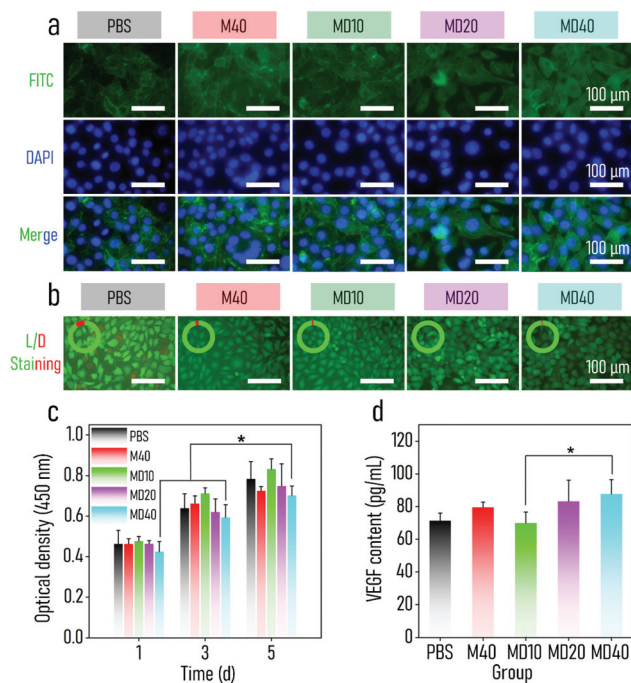 a
PBS M40 MD10 MD20 MD40
FITC
100 µm
DAPI
100 µm
Merge
100 µm
b
PBS M40 MD10 MD20 MD40
L/D
Staining
100 µm
c
1.0
0.8
0.6
0.4
0.2
0.0
Optical density (450 nm)
PBS
M40
MD10
MD20
MD40
*
1 3 5
Time (d)
d
120
100
80
60
40
20
0
VEGF content (pg/mL)
*
PBS M40 MD10 MD20 MD40
Group